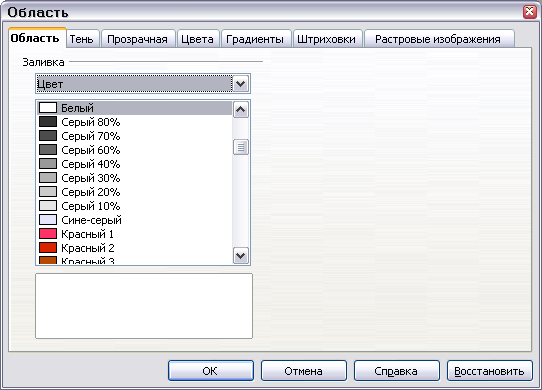 Область
Область Тень Прозрачная Цвета Градиенты Штриховки Растровые изображения
Заливка
Цвет
Белый
Серый 80%
Серый 70%
Серый 60%
Серый 40%
Серый 30%
Серый 20%
Серый 10%
Сине-серый
Красный 1
Красный 2
Красный 3
ОК Отмена Справка Восстановить